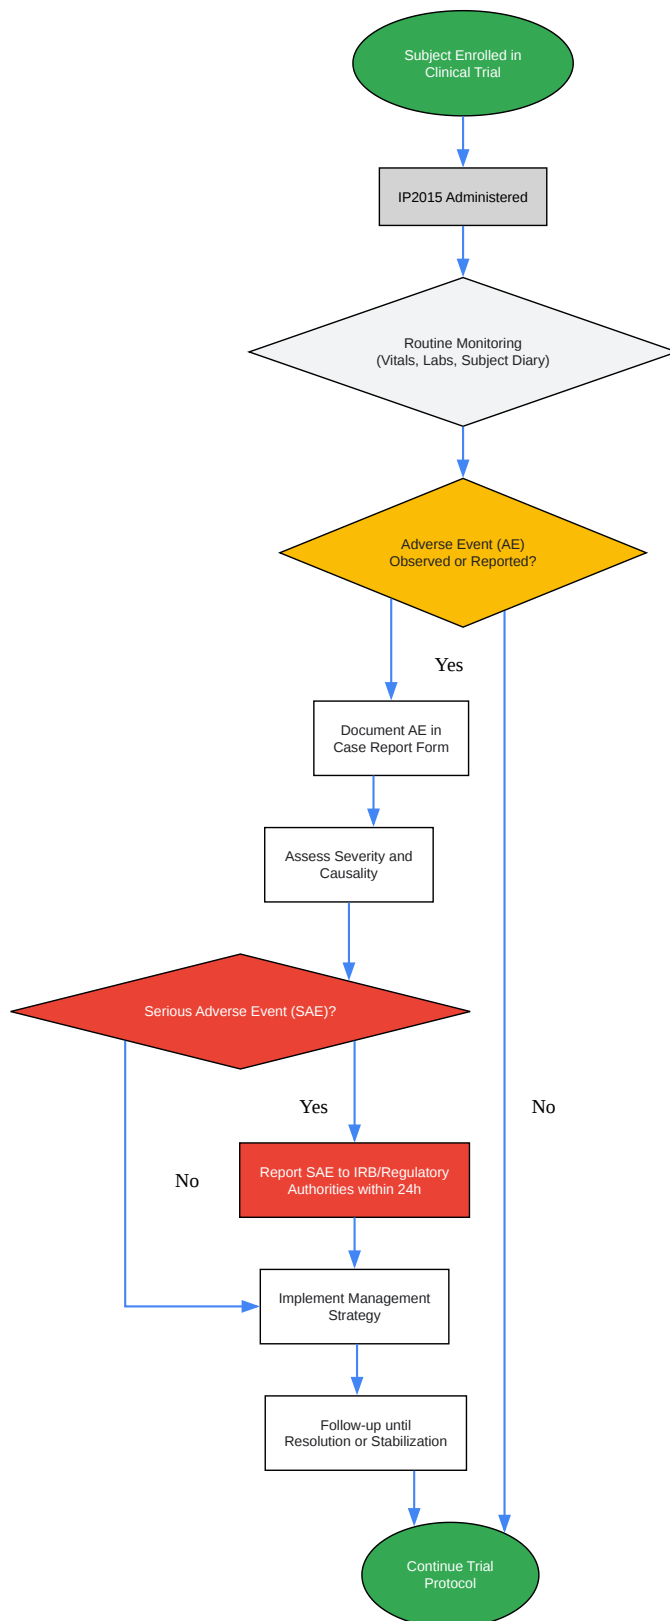 Subject Enrolled in
Clinical Trial
IP2015 Administered
Routine Monitoring
(Vitals, Labs, Subject Diary)
Adverse Event (AE)
Observed or Reported?
Yes
Document AE in
Case Report Form
Assess Severity and
Causality
Serious Adverse Event (SAE)?
Yes
No
No
Report SAE to IRB/Regulatory
Authorities within 24h
Implement Management
Strategy
Follow-up until
Resolution or Stabilization
Continue Trial
Protocol